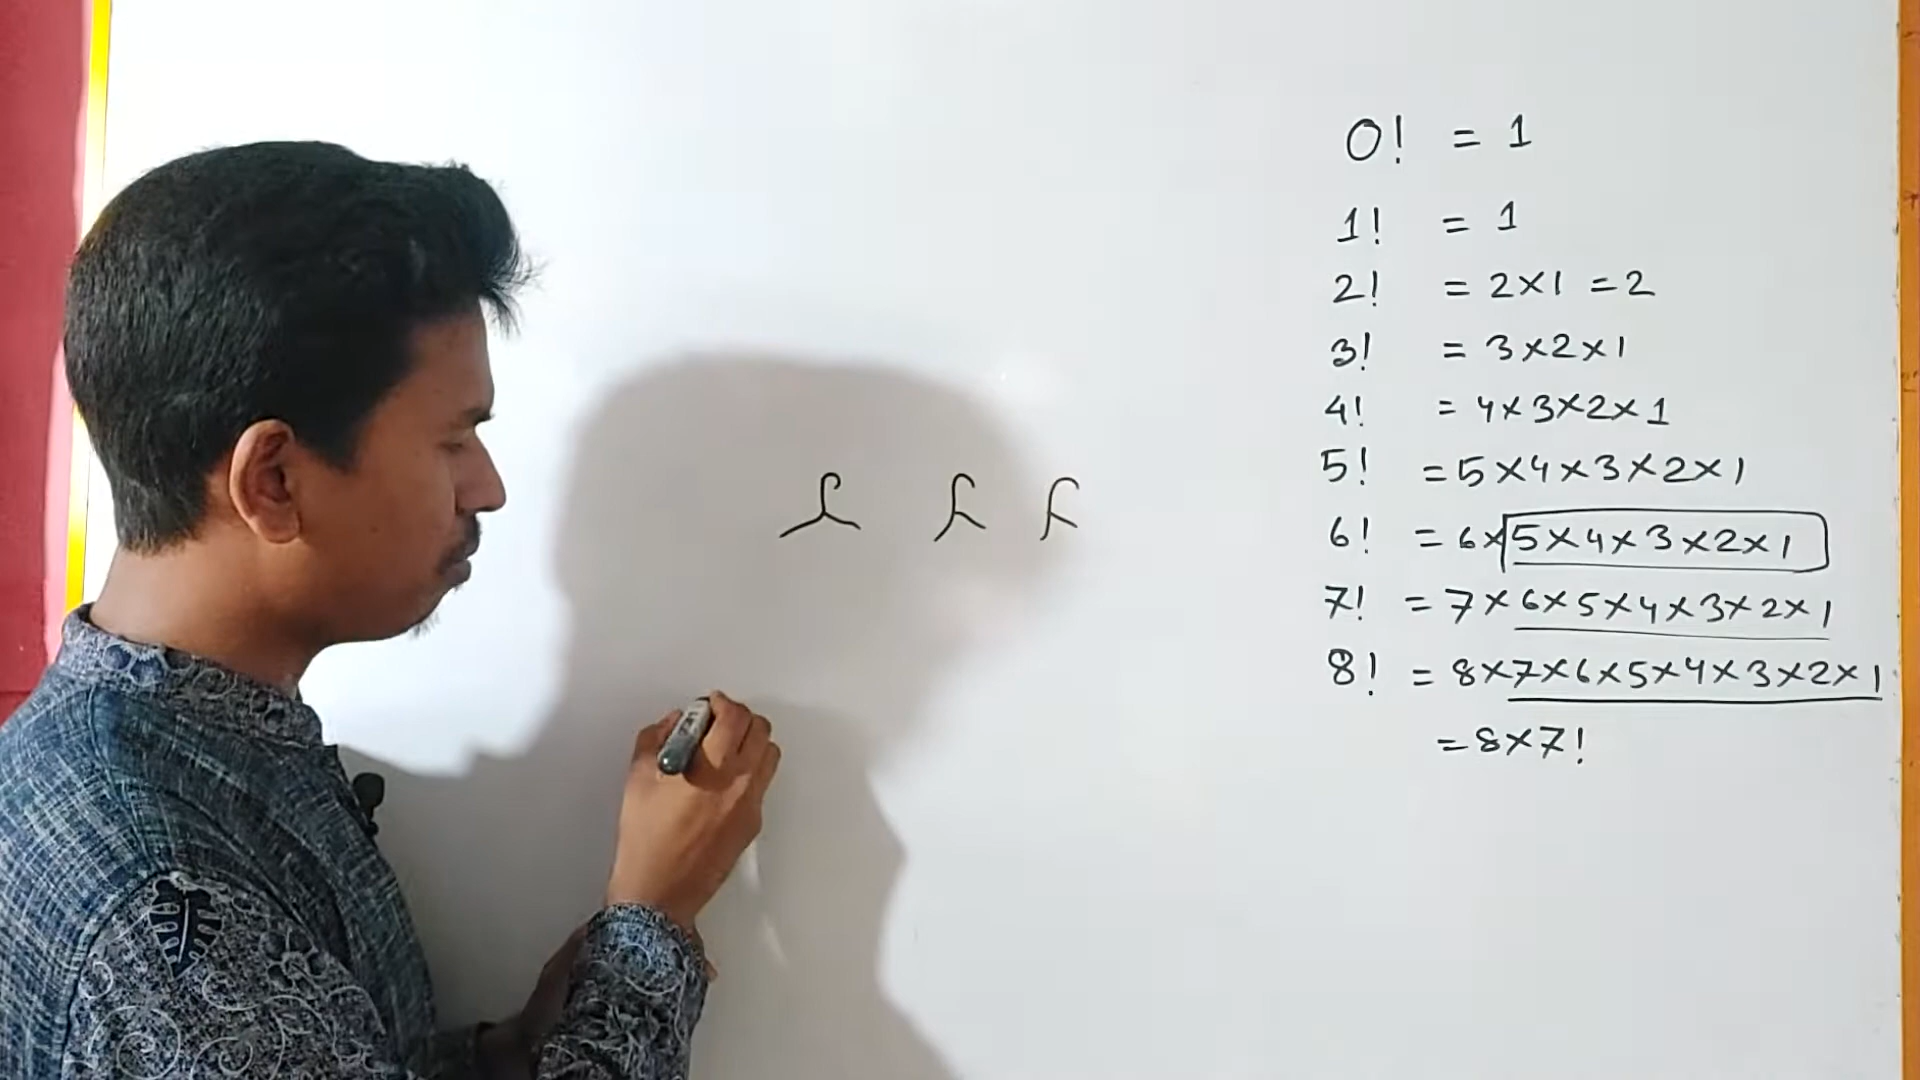 0! = 1
1! = 1
2! = 2×1 = 2
3! = 3×2×1
4! = 4×3×2×1
5! = 5×4×3×2×1
6! = 6×5×4×3×2×1
7! = 7×6×5×4×3×2×1
8! = 8×7×6×5×4×3×2×1
= 8×7!